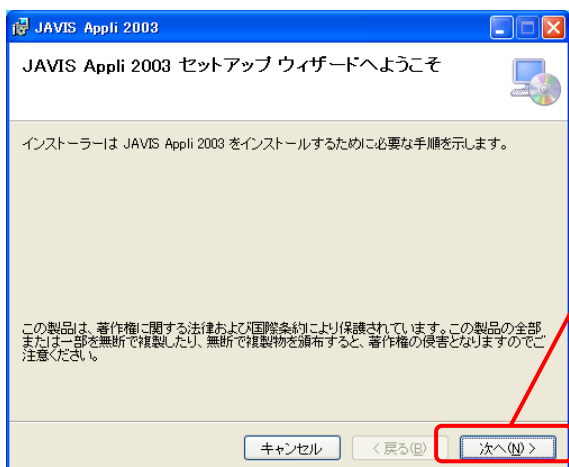 JAVIS Appli 2003
JAVIS Appli 2003 セットアップ ウィザードへようこそ
インストーラーは JAVIS Appli 2003 をインストールするために必要な手順を示します。
この製品は、著作権に関する法律および国際条約により保護されています。この製品の全部
または一部を無断で複製したり、無断で複製物を頒布すると、著作権の侵害となりますのでご
注意ください。
キャンセル
< 戻る(B)
次へ(N) >